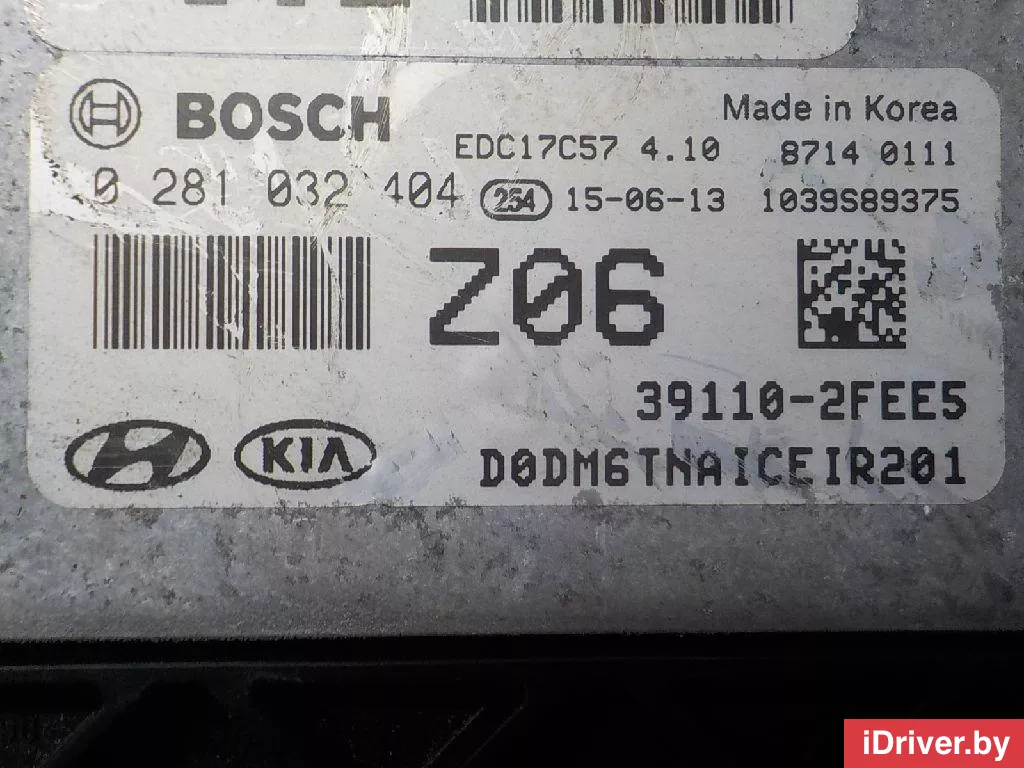 BOSCH
Made in Korea
EDC17C57 4.10 8714 0111
0 281 032 404 254 15-06-13 1039S89375
Z06
39110-2FEE5
KIA
D0DM6TNAICEIR201
iDriver.by